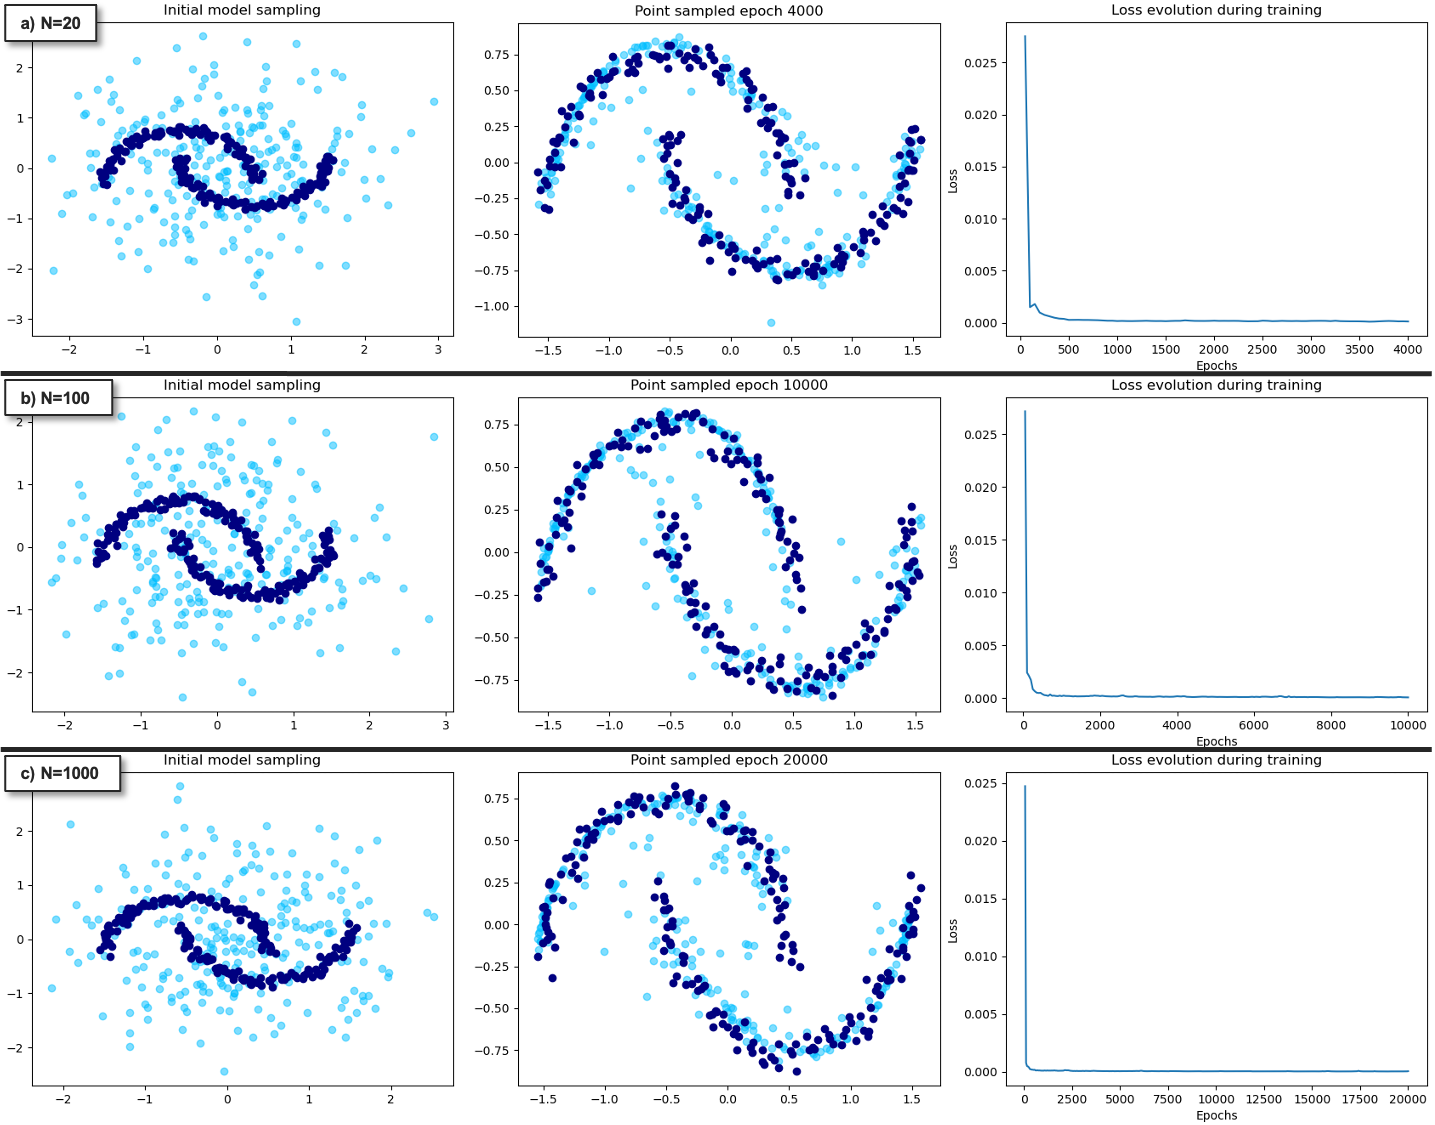 a) N=20
Initial model sampling
2
1
0
−1
−2
−3
−2 −1 0 1 2 3
Point sampled epoch 4000
0.75
0.50
0.25
0.00
−0.25
−0.50
−0.75
−1.00
−1.5 −1.0 −0.5 0.0 0.5 1.0 1.5
Loss evolution during training
Loss
0.025
0.020
0.015
0.010
0.005
0.000
0 500 1000 1500 2000 2500 3000 3500 4000
Epochs
b) N=100
Initial model sampling
2
1
0
−1
−2
−2 −1 0 1 2 3
Point sampled epoch 10000
0.75
0.50
0.25
0.00
−0.25
−0.50
−0.75
−1.5 −1.0 −0.5 0.0 0.5 1.0 1.5
Loss evolution during training
Loss
0.025
0.020
0.015
0.010
0.005
0.000
0 2000 4000 6000 8000 10000
Epochs
c) N=1000
Initial model sampling
2
1
0
−1
−2
−2 −1 0 1 2
Point sampled epoch 20000
0.75
0.50
0.25
0.00
−0.25
−0.50
−0.75
−1.5 −1.0 −0.5 0.0 0.5 1.0 1.5
Loss evolution during training
Loss
0.025
0.020
0.015
0.010
0.005
0.000
0 2500 5000 7500 10000 12500 15000 17500 20000
Epochs